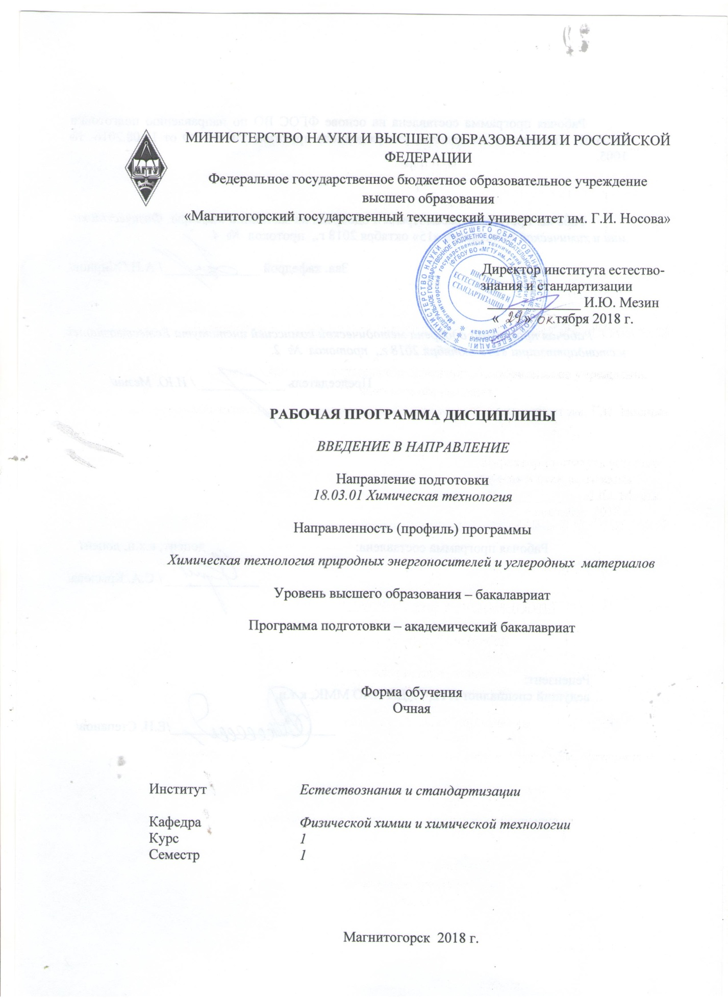 МИНИСТЕРСТВО НАУКИ И ВЫСШЕГО ОБРАЗОВАНИЯ И РОССИЙСКОЙ
ФЕДЕРАЦИИ
МГТУ
Федеральное государственное бюджетное образовательное учреждение
высшего образования
«Магнитогорский государственный технический университет им. Г.И. Носова»
ИНСТИТУТ
ЕСТЕСТВОЗНАНИЯ И
СТАНДАРТИЗАЦИИ
Директор института естество-
знания и стандартизации
И.Ю. Мезин
« 29 » октября 2018 г.
РАБОЧАЯ ПРОГРАММА ДИСЦИПЛИНЫ
ВВЕДЕНИЕ В НАПРАВЛЕНИЕ
Направление подготовки
18.03.01 Химическая технология
Направленность (профиль) программы
Химическая технология природных энергоносителей и углеродных материалов
Уровень высшего образования – бакалавриат
Программа подготовки – академический бакалавриат
Форма обучения
Очная
Институт Естествознания и стандартизации
Кафедра Физической химии и химической технологии
Курс 1
Семестр 1
Магнитогорск 2018 г.